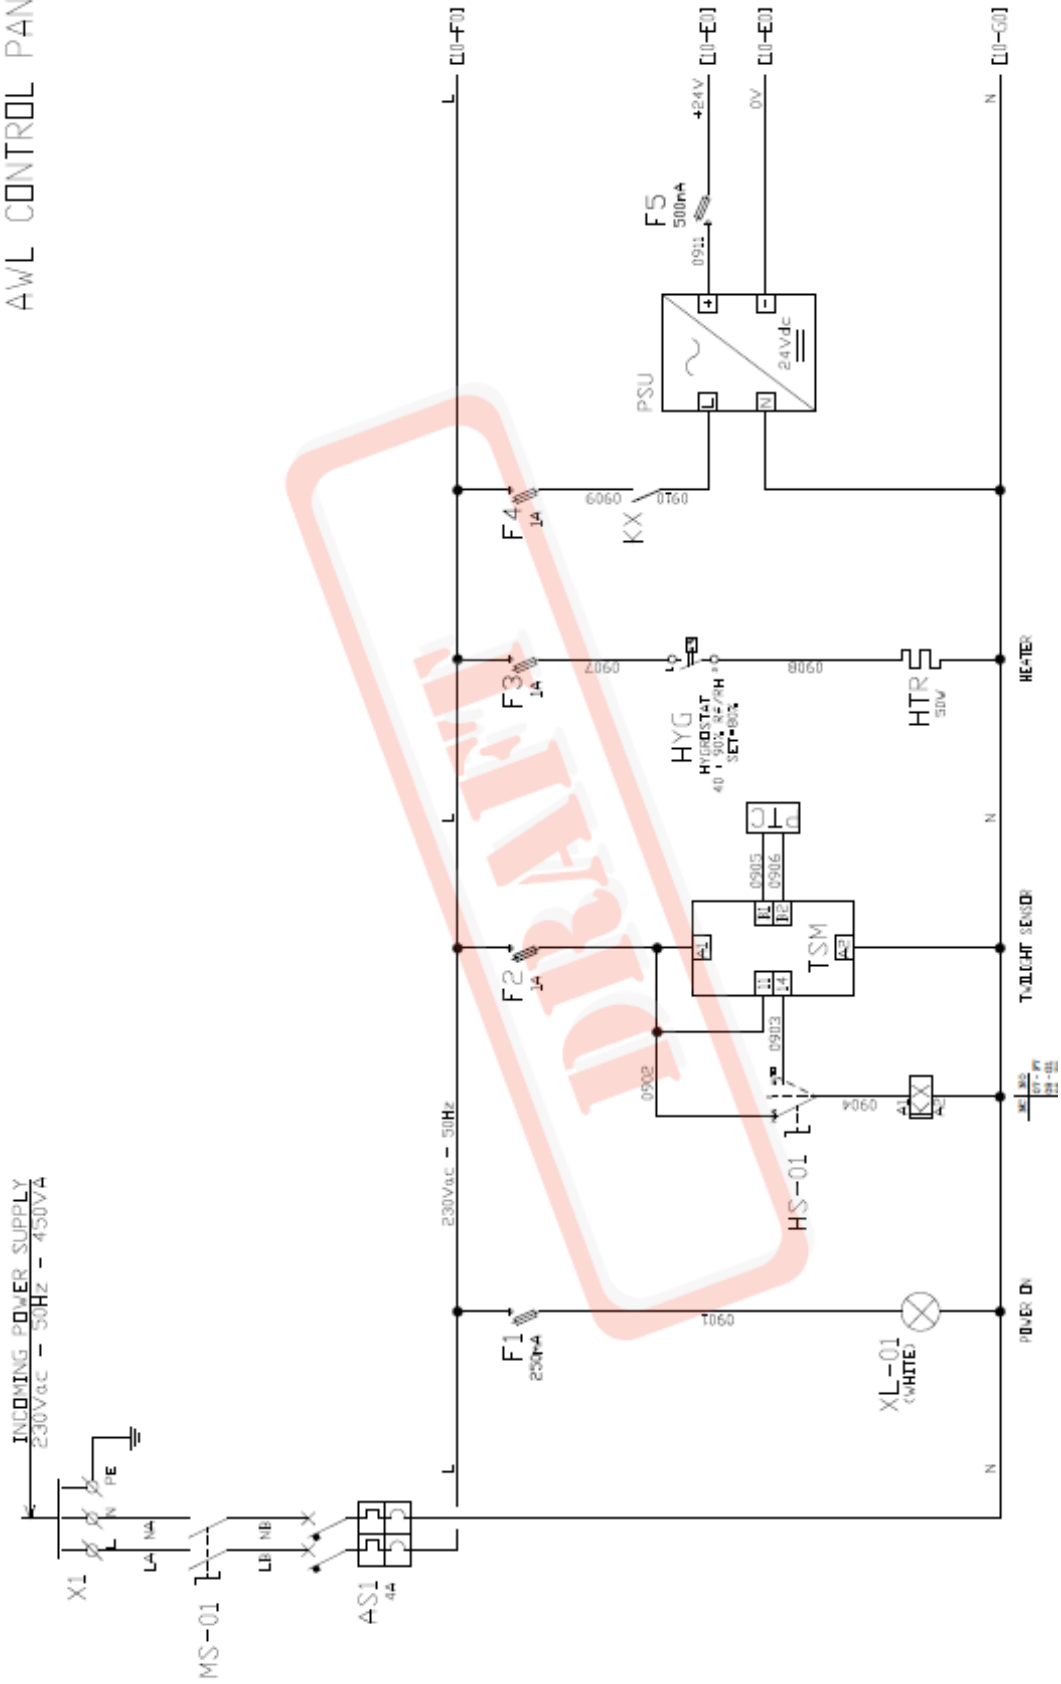 AWL CONTROL PAN
INCOMING POWER SUPPLY
230Vac - 50Hz - 450VA
X1
L
N
PE
LA
NA
MS-01
LB
NB
AS1
4A
L
230Vac - 50Hz
L
L
[10-F0]
F1
250mA
0901
XL-01
(WHITE)
POWER ON
F2
1A
0902
0903
HS-01
0904
A1
KX
A2
A1
11
14
B1
B2
TSM
A2
0905
0906
TWILIGHT SENSOR
F3
1A
0907
HYG
HYGROSTAT
SET=80%
0908
HTR
50W
HEATER
F4
1A
0909
KX
0910
PSU
L
N
24Vdc
+
-
0911
F5
500mA
+24V
[10-E0]
0V
[10-E0]
N
N
N
[10-G0]
DRAFT